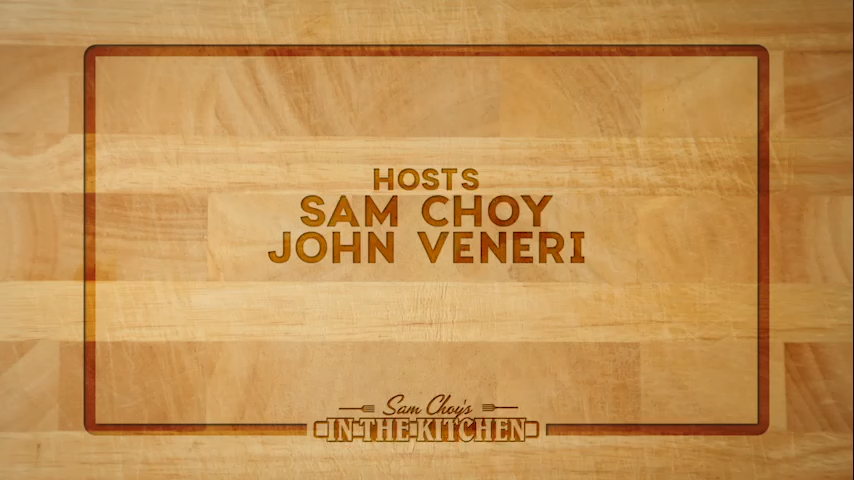 HOSTS
SAM CHOY
JOHN VENERI
Sam Choy's
IN THE KITCHEN